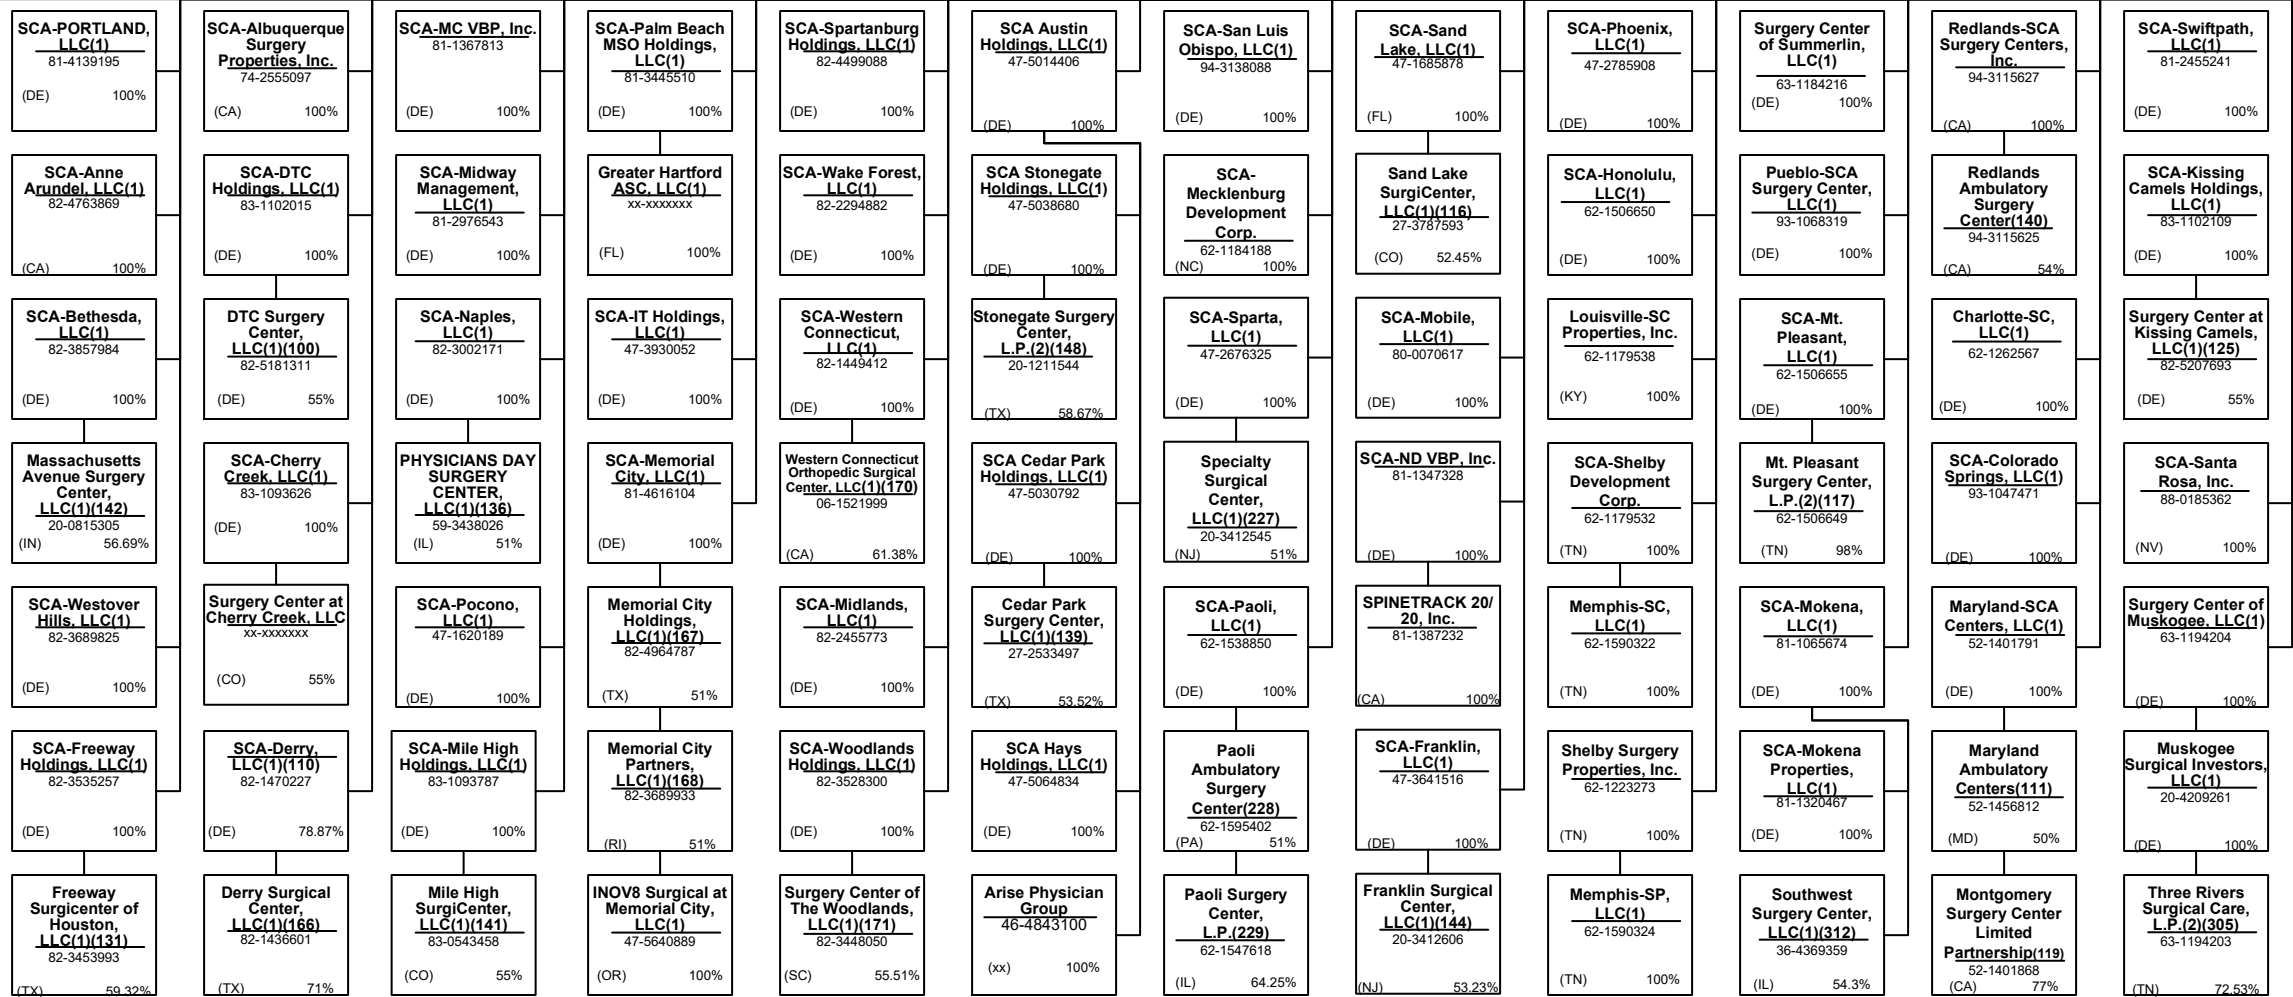 SCA-PORTLAND,
LLC(1)
81-4139195
(DE) 100%
SCA-Anne
Arundel, LLC(1)
82-4763869
(CA) 100%
SCA-Bethesda,
LLC(1)
82-3857984
(DE) 100%
Massachusetts
Avenue Surgery
Center,
LLC(1)(142)
20-0815305
(IN) 56.69%
SCA-Westover
Hills, LLC(1)
82-3689825
(DE) 100%
SCA-Freeway
Holdings, LLC(1)
82-3535257
(DE) 100%
Freeway
Surgicenter of
Houston,
LLC(1)(131)
82-3453993
(TX) 59.32%
SCA-Albuquerque
Surgery
Properties, Inc.
74-2555097
(CA) 100%
SCA-DTC
Holdings, LLC(1)
83-1102015
(DE) 100%
DTC Surgery
Center,
LLC(1)(100)
82-5181311
(DE) 55%
SCA-Cherry
Creek, LLC(1)
83-1093626
(DE) 100%
Surgery Center at
Cherry Creek, LLC
xx-xxxxxxx
(CO) 55%
SCA-Derry,
LLC(1)(110)
82-1470227
(DE) 78.87%
Derry Surgical
Center,
LLC(1)(166)
82-1436601
(TX) 71%
SCA-MC VBP, Inc.
81-1367813
(DE) 100%
SCA-Midway
Management,
LLC(1)
81-2976543
(DE) 100%
SCA-Naples,
LLC(1)
82-3002171
(DE) 100%
PHYSICIANS DAY
SURGERY
CENTER,
LLC(1)(136)
59-3438026
(IL) 51%
SCA-Pocono,
LLC(1)
47-1620189
(DE) 100%
SCA-Mile High
Holdings, LLC(1)
83-1093787
(DE) 100%
Mile High
SurgiCenter,
LLC(1)(141)
83-0543458
(CO) 55%
SCA-Palm Beach
MSO Holdings,
LLC(1)
81-3445510
(DE) 100%
Greater Hartford
ASC, LLC(1)
xx-xxxxxxx
(FL) 100%
SCA-IT Holdings,
LLC(1)
47-3930052
(DE) 100%
SCA-Memorial
City, LLC(1)
81-4616104
(DE) 100%
Memorial City
Holdings,
LLC(1)(167)
82-4964787
(TX) 51%
Memorial City
Partners,
LLC(1)(168)
82-3689933
(RI) 51%
INOV8 Surgical at
Memorial City,
LLC(1)
47-5640889
(OR) 100%
SCA-Spartanburg
Holdings, LLC(1)
82-4499088
(DE) 100%
SCA-Wake Forest,
LLC(1)
82-2294882
(DE) 100%
SCA-Western
Connecticut,
LLC(1)
82-1449412
(DE) 100%
Western Connecticut
Orthopedic Surgical
Center, LLC(1)(170)
06-1521999
(CA) 61.38%
SCA-Midlands,
LLC(1)
82-2455773
(DE) 100%
SCA-Woodlands
Holdings, LLC(1)
82-3528300
(DE) 100%
Surgery Center of
The Woodlands,
LLC(1)(171)
82-3448050
(SC) 55.51%
SCA Austin
Holdings, LLC(1)
47-5014406
(DE) 100%
SCA Stonegate
Holdings, LLC(1)
47-5038680
(DE) 100%
Stonegate Surgery
Center,
L.P.(2)(148)
20-1211544
(TX) 58.67%
SCA Cedar Park
Holdings, LLC(1)
47-5030792
(DE) 100%
Cedar Park
Surgery Center,
LLC(1)(139)
27-2533497
(TX) 53.52%
SCA Hays
Holdings, LLC(1)
47-5064834
(DE) 100%
Arise Physician
Group
46-4843100
(xx) 100%
SCA-San Luis
Obispo, LLC(1)
94-3138088
(DE) 100%
SCA-
Mecklenburg
Development
Corp.
62-1184188
(NC) 100%
SCA-Sparta,
LLC(1)
47-2676325
(DE) 100%
Specialty
Surgical
Center,
LLC(1)(227)
20-3412545
(NJ) 51%
SCA-Paoli,
LLC(1)
62-1538850
(DE) 100%
Paoli
Ambulatory
Surgery
Center(228)
62-1595402
(PA) 51%
Paoli Surgery
Center,
L.P.(229)
62-1547618
(IL) 64.25%
SCA-Sand
Lake, LLC(1)
47-1685878
(FL) 100%
Sand Lake
SurgiCenter,
LLC(1)(116)
27-3787593
(CO) 52.45%
SCA-Mobile,
LLC(1)
80-0070617
(DE) 100%
SCA-ND VBP, Inc.
81-1347328
(DE) 100%
SPINETRACK 20/
20, Inc.
81-1387232
(CA) 100%
SCA-Franklin,
LLC(1)
47-3641516
(DE) 100%
Franklin Surgical
Center,
LLC(1)(144)
20-3412606
(NJ) 53.23%
SCA-Phoenix,
LLC(1)
47-2785908
(DE) 100%
SCA-Honolulu,
LLC(1)
62-1506650
(DE) 100%
Louisville-SC
Properties, Inc.
62-1179538
(KY) 100%
SCA-Shelby
Development
Corp.
62-1179532
(TN) 100%
Memphis-SC,
LLC(1)
62-1590322
(TN) 100%
Shelby Surgery
Properties, Inc.
62-1223273
(TN) 100%
Memphis-SP,
LLC(1)
62-1590324
(TN) 100%
Surgery Center
of Summerlin,
LLC(1)
63-1184216
(DE) 100%
Pueblo-SCA
Surgery Center,
LLC(1)
93-1068319
(DE) 100%
SCA-Mt.
Pleasant,
LLC(1)
62-1506655
(DE) 100%
Mt. Pleasant
Surgery Center,
L.P.(2)(117)
62-1506649
(TN) 98%
SCA-Mokena,
LLC(1)
81-1065674
(DE) 100%
SCA-Mokena
Properties,
LLC(1)
81-1320467
(DE) 100%
Southwest
Surgery Center,
LLC(1)(312)
36-4369359
(IL) 54.3%
Redlands-SCA
Surgery Centers,
Inc.
94-3115627
(CA) 100%
Redlands
Ambulatory
Surgery
Center(140)
94-3115625
(CA) 54%
Charlotte-SC,
LLC(1)
62-1262567
(DE) 100%
SCA-Colorado
Springs, LLC(1)
93-1047471
(DE) 100%
Maryland-SCA
Centers, LLC(1)
52-1401791
(DE) 100%
Maryland
Ambulatory
Centers(111)
52-1456812
(MD) 50%
Montgomery
Surgery Center
Limited
Partnership(119)
52-1401868
(CA) 77%
SCA-Swiftpath,
LLC(1)
81-2455241
(DE) 100%
SCA-Kissing
Camels Holdings,
LLC(1)
83-1102109
(DE) 100%
Surgery Center at
Kissing Camels,
LLC(1)(125)
82-5207693
(DE) 55%
SCA-Santa
Rosa, Inc.
88-0185362
(NV) 100%
Surgery Center of
Muskogee, LLC(1)
63-1194204
(DE) 100%
Muskogee
Surgical Investors,
LLC(1)
20-4209261
(DE) 100%
Three Rivers
Surgical Care,
L.P.(2)(305)
63-1194203
(TN) 72.53%